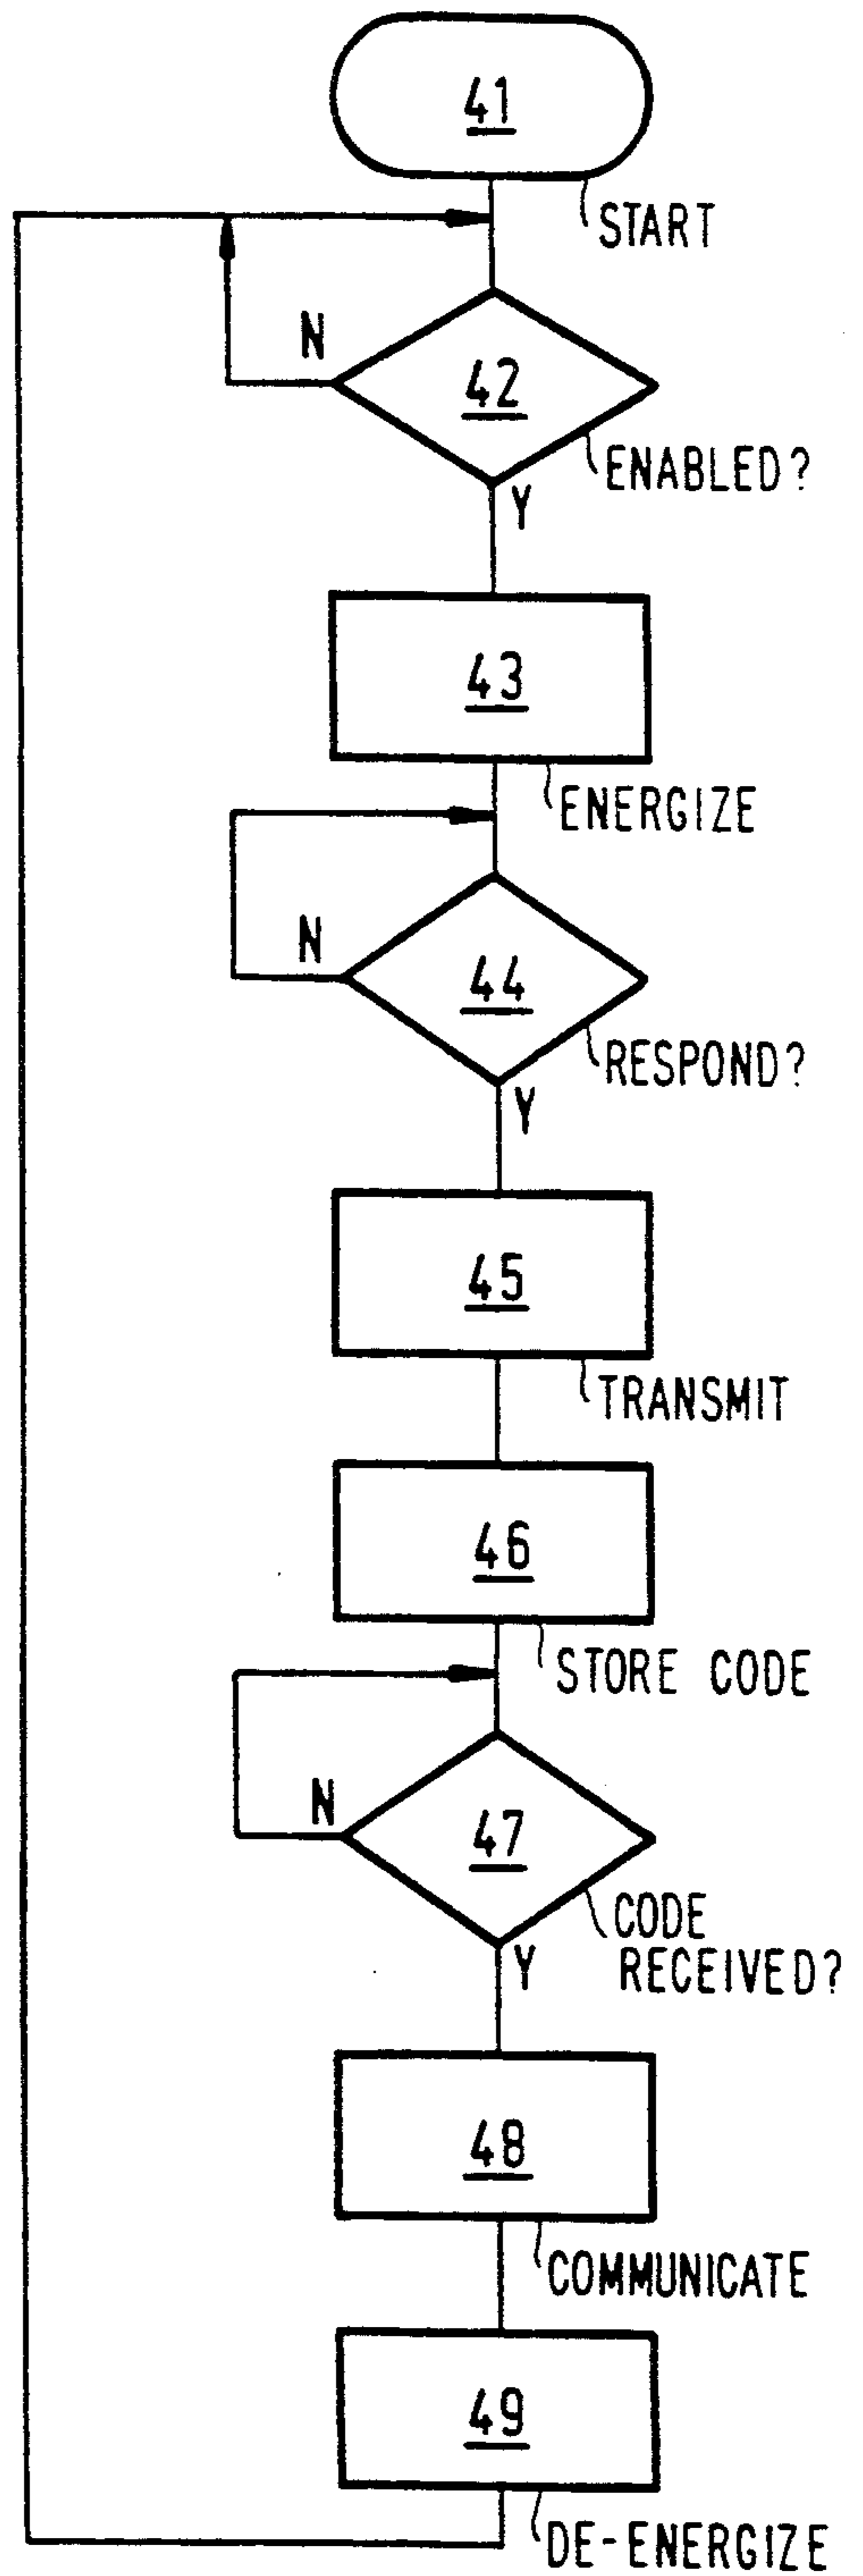 41
START
N
42
ENABLED?
Y
43
ENERGIZE
N
44
RESPOND?
Y
45
TRANSMIT
46
STORE CODE
N
47
CODE
RECEIVED?
Y
48
COMMUNICATE
49
DE-ENERGIZE